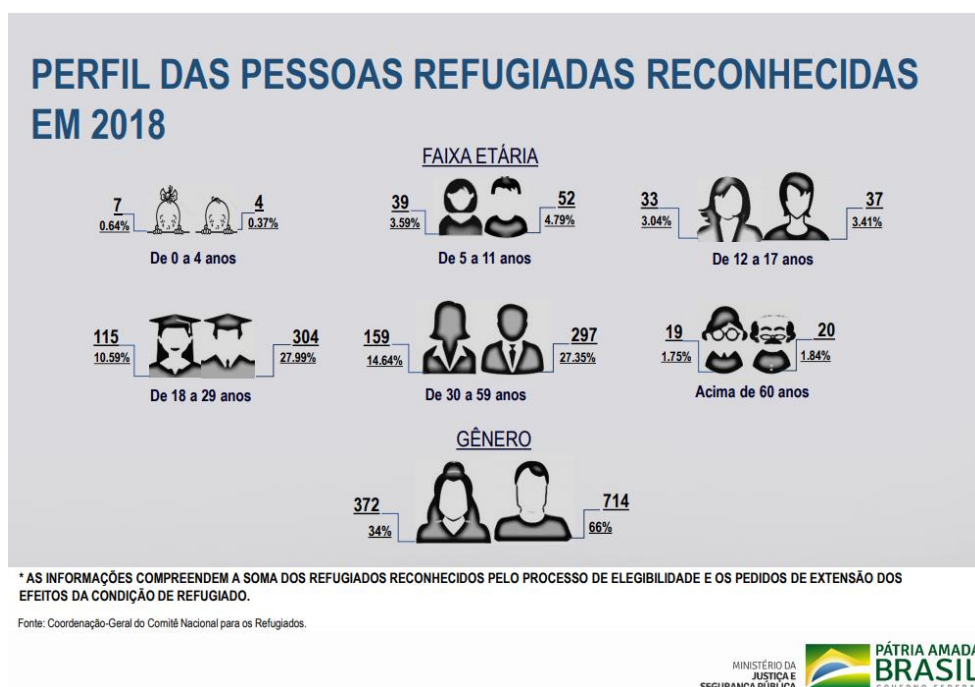 PERFIL DAS PESSOAS REFUGIADAS RECONHECIDAS
EM 2018
FAIXA ETÁRIA
7
0.64%
4
0.37%
De 0 a 4 anos
39
3.59%
52
4.79%
De 5 a 11 anos
33
3.04%
37
3.41%
De 12 a 17 anos
115
10.59%
304
27.99%
De 18 a 29 anos
159
14.64%
297
27.35%
De 30 a 59 anos
19
1.75%
20
1.84%
Acima de 60 anos
GÊNERO
372
34%
714
66%
* AS INFORMAÇÕES COMPREENDEM A SOMA DOS REFUGIADOS RECONHECIDOS PELO PROCESSO DE ELEGIBILIDADE E OS PEDIDOS DE EXTENSÃO DOS
EFEITOS DA CONDIÇÃO DE REFUGIADO.
Fonte: Coordenação-Geral do Comitê Nacional para os Refugiados.
MINISTÉRIO DA
JUSTIÇA E
SEGURANÇA PÚBLICA
PÁTRIA AMADA
BRASIL
GOVERNO FEDERAL